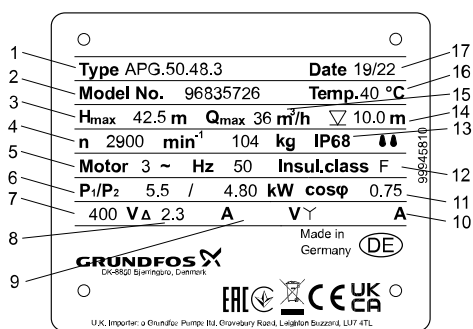 1 Type APG.50.48.3 Date 19/22 17
2 Model No. 96835726 Temp. 40 °C 16
3 Hmax 42.5 m Qmax 36 m³/h 10.0 m 15 14
4 n 2900 min-1 104 kg IP68 13
5 Motor 3 ~ Hz 50 Insul.class F 12
6 P1/P2 5.5 / 4.80 kW cosφ 0.75 11
7 400 V Δ 2.3 A V Y A 10
8
9
99945810
Made in
Germany DE
GRUNDFOS X
DK-8850 Bjerringbro, Denmark
EAC CE UK
CA
U.K. Importer: o Grundfos Pumps ltd. Grovebury Road, Leighton Buzzard, LU7 4TL